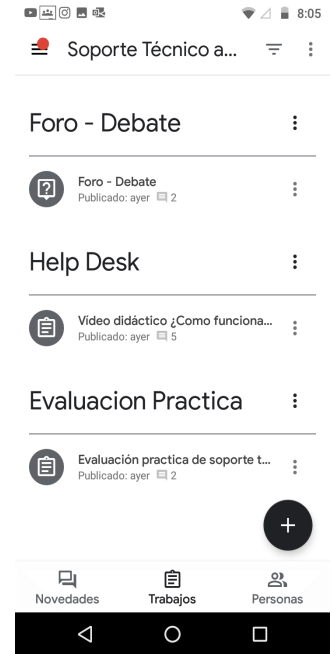 8:05
Soporte Técnico a...
Foro - Debate
Foro - Debate
Publicado: ayer 2
Help Desk
Vídeo didáctico ¿Como funciona...
Publicado: ayer 5
Evaluacion Practica
Evaluación practica de soporte t...
Publicado: ayer 2
Novedades Trabajos Personas